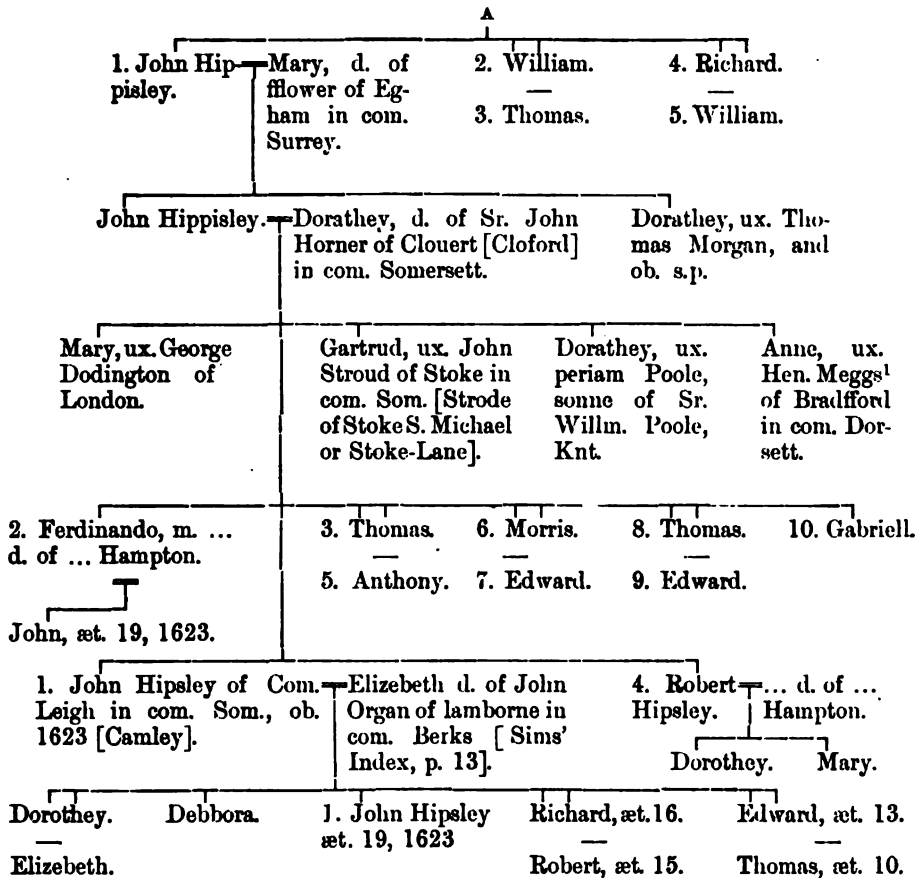 A
1. John Hip-
pisley.
Mary, d. of
fflower of Eg-
ham in com.
Surrey.
2. William.
—
3. Thomas.
4. Richard.
—
5. William.
John Hippisley.
Dorathey, d. of Sr. John
Horner of Clouert [Cloford]
in com. Somersett.
Dorathey, ux. Tho-
mas Morgan, and
ob. s.p.
Mary, ux. George
Dodington of
London.
Gartrud, ux. John
Stroud of Stoke in
com. Som. [Strode
of Stoke S. Michael
or Stoke-Lane].
Dorathey, ux.
periam Poole,
sonne of Sr.
Willm. Poole,
Knt.
Anne, ux.
Hen. Meggs¹
of Bradfford
in com. Dor-
sett.
2. Ferdinando, m. ...
d. of ... Hampton.
John, æt. 19, 1623.
3. Thomas.
—
5. Anthony.
6. Morris.
—
7. Edward.
8. Thomas.
—
9. Edward.
10. Gabriell.
1. John Hipsley of Com.
Leigh in com. Som., ob.
1623 [Camley].
Elizebeth d. of John
Organ of lamborne in
com. Berks [Sims'
Index, p. 13].
4. Robert
Hipsley.
... d. of ...
Hampton.
Dorothey. Mary.
Dorothey.
—
Elizebeth.
Debbora.
1. John Hipsley
æt. 19, 1623
Richard, æt. 16.
—
Robert, æt. 15.
Edward, æt. 13.
—
Thomas, æt. 10.